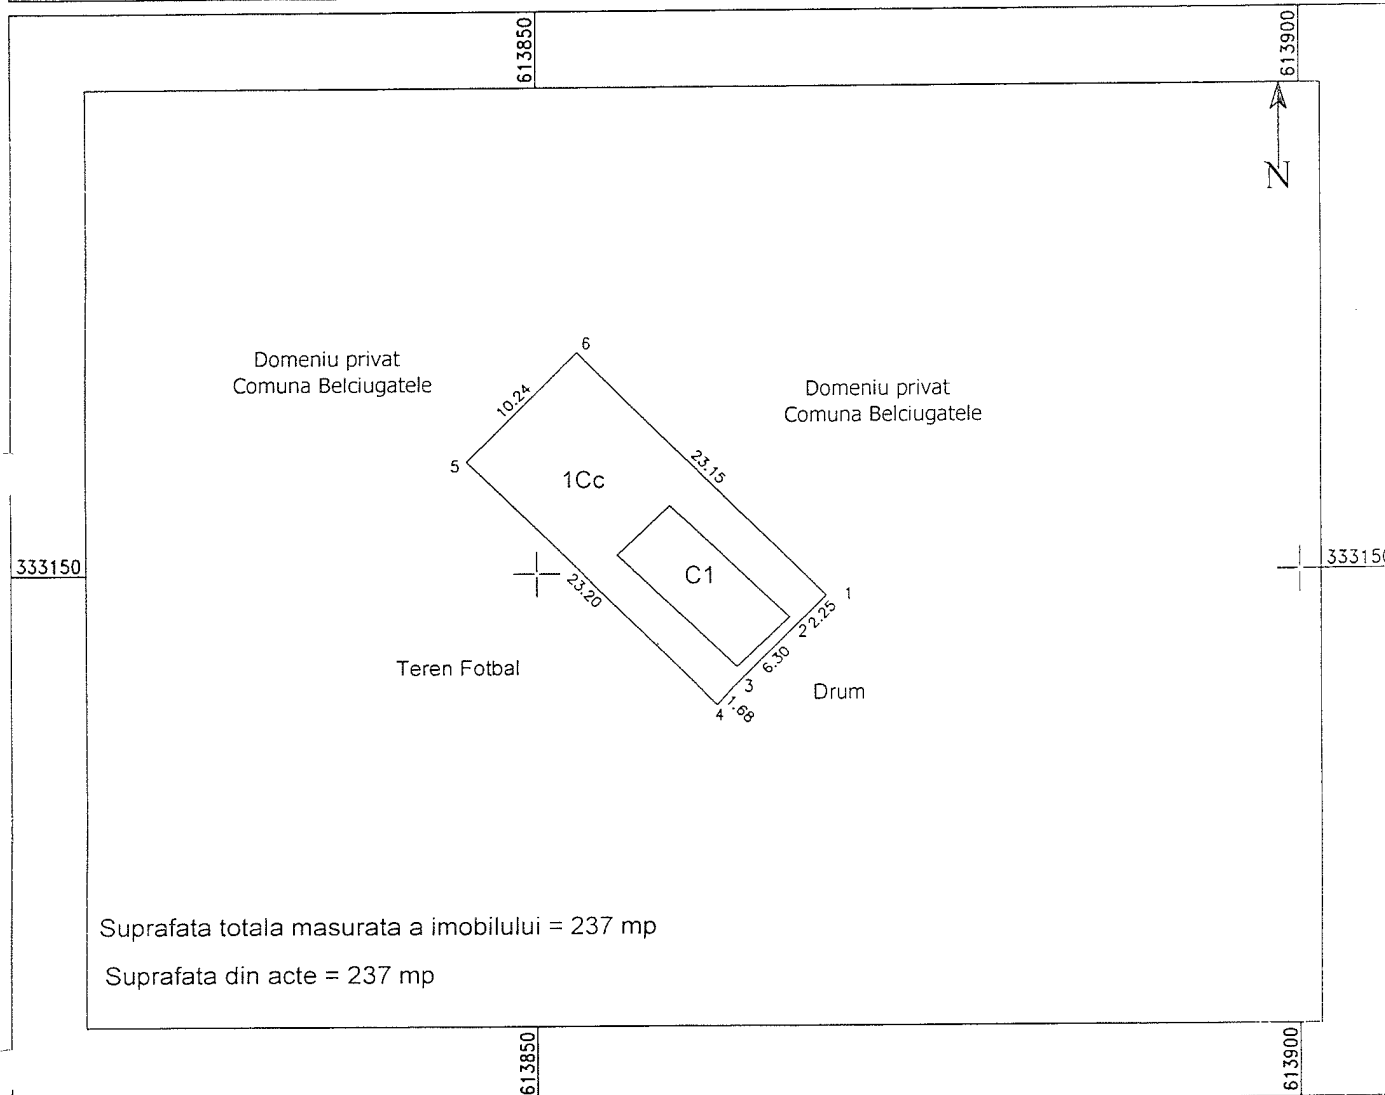 613850
613900
N
6
Domeniu privat
Comuna Belciugatele
Domeniu privat
Comuna Belciugatele
10.24
5
23.15
1Cc
333150
C1
333150
23.20
1
2.25
2
6.30
Teren Fotbal
3
Drum
1.68
4
Suprafata totala masurata a imobilului = 237 mp
Suprafata din acte = 237 mp
613850
613900